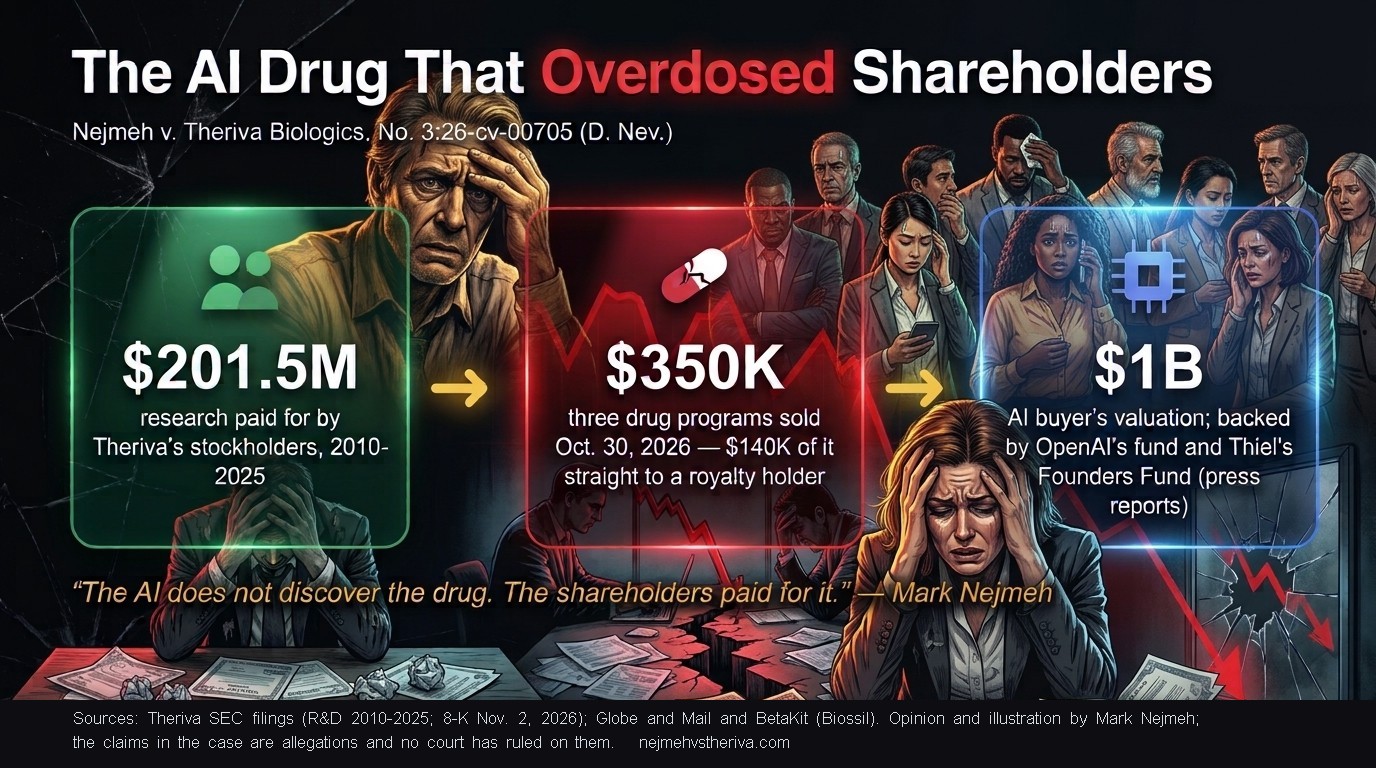 The AI Drug That Overdosed Shareholders
Nejmeh v. Theriva Biologics, No. 3:26-cv-00705 (D. Nev.)
$201.5M
research paid for by
Theriva's stockholders, 2010-
2025
$350K
three drug programs sold
Oct. 30, 2026 — $140K of it
straight to a royalty holder
$1B
AI buyer's valuation; backed
by OpenAI's fund and Thiel's
Founders Fund (press
reports)
“The AI does not discover the drug. The shareholders paid for it.” — Mark Nejmeh
Sources: Theriva SEC filings (R&D 2010-2025; 8-K Nov. 2, 2026); Globe and Mail and BetaKit (Biossil). Opinion and illustration by Mark Nejmeh;
the claims in the case are allegations and no court has ruled on them. nejmehvstheriva.com